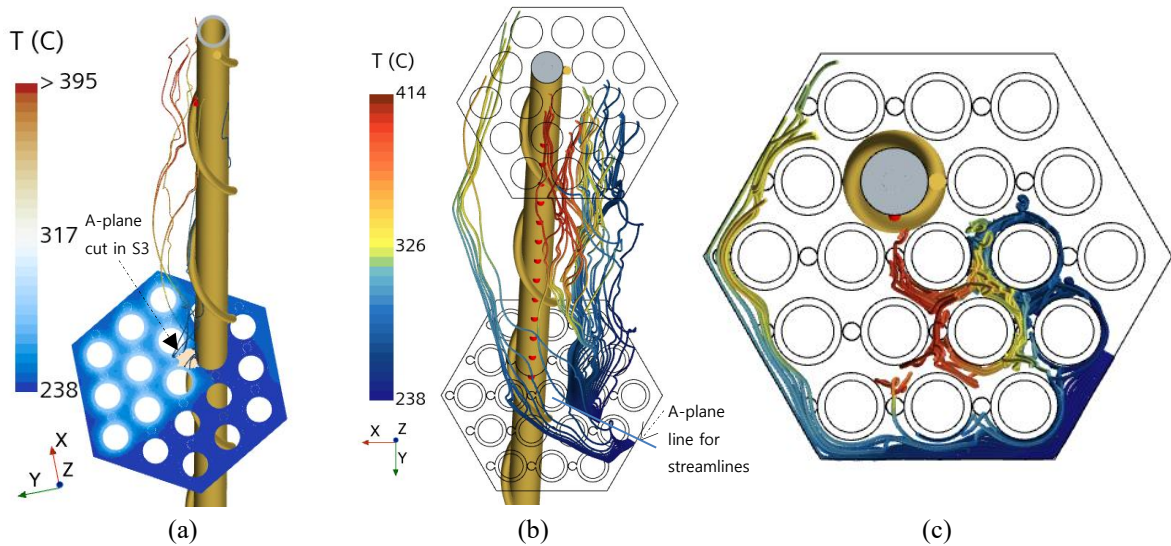 T (C)
> 395
317
238
A-plane
cut in S3
X
Z
Y
(a)
T (C)
414
326
238
X
Z
Y
A-plane
line for
streamlines
(b)
(c)